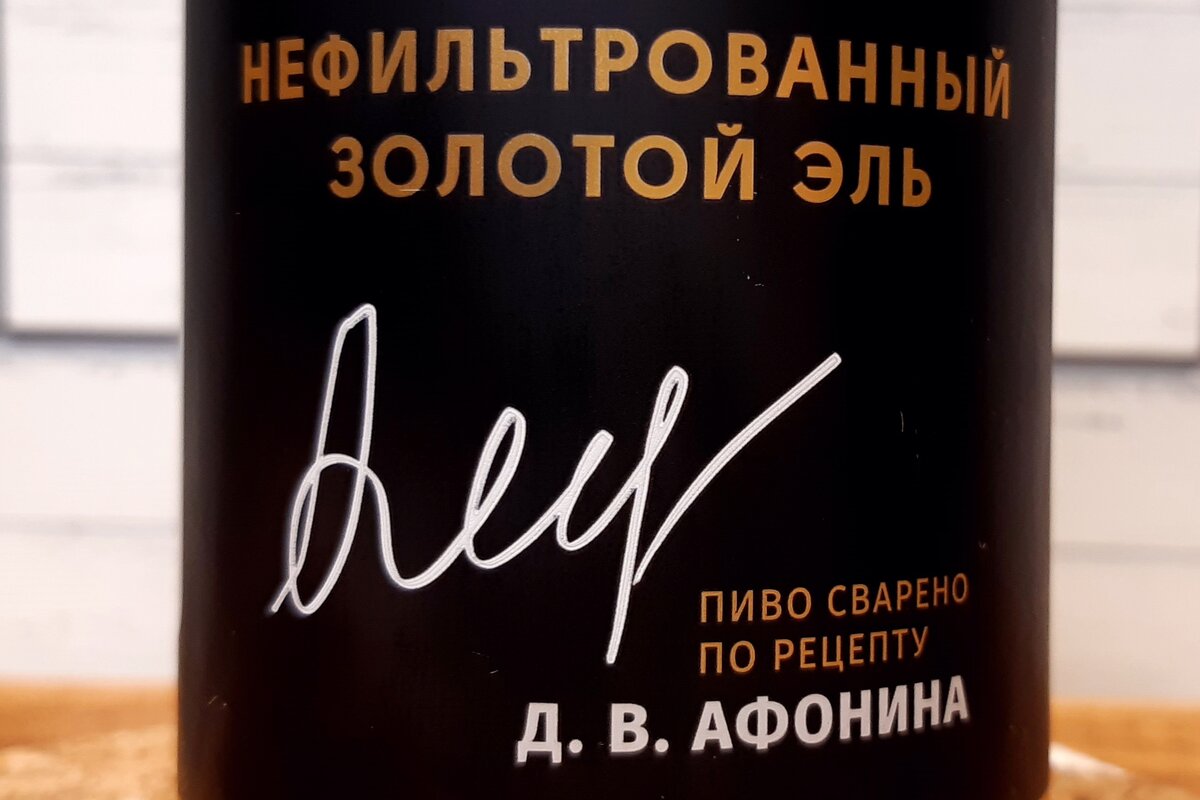 НЕФИЛЬТРОВАННЫЙ
ЗОЛОТОЙ ЭЛЬ
ПИВО СВАРЕНО
ПО РЕЦЕПТУ
Д. В. АФОНИНА